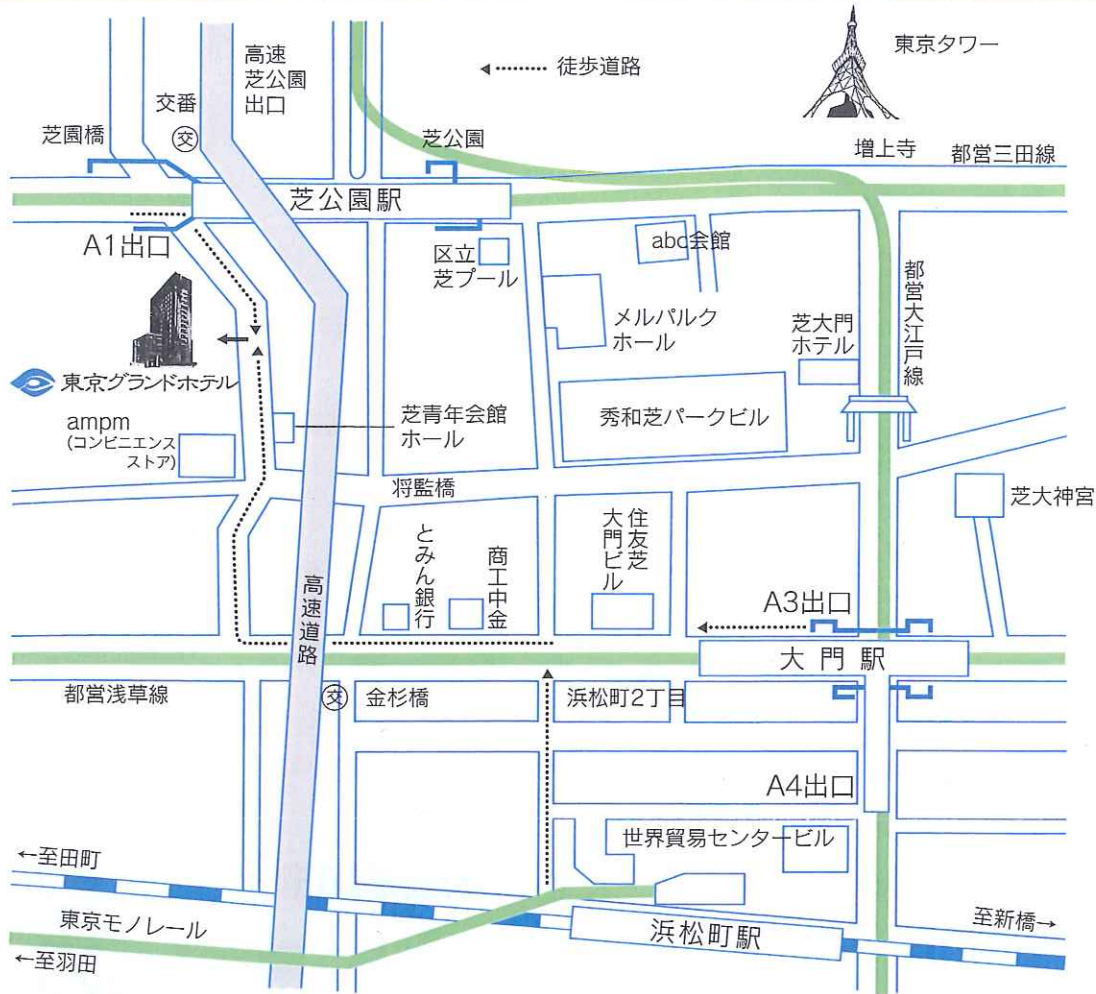 東京タワー
高速
芝公園
出口
徒歩道路
交番
交
芝園橋
芝公園
増上寺
都営三田線
芝公園駅
A1出口
区立
芝プール
abc会館
メルパルク
ホール
芝大門
ホテル
都営大江戸線
東京グランドホテル
ampm
(コンビニエンス
ストア)
芝青年会館
ホール
秀和芝パークビル
将監橋
芝大神宮
とみん銀行
商工中金
住友芝
大門ビル
高速道路
A3出口
大門駅
都営浅草線
交
金杉橋
浜松町2丁目
A4出口
世界貿易センタービル
←至田町
東京モノレール
←至羽田
浜松町駅
至新橋→